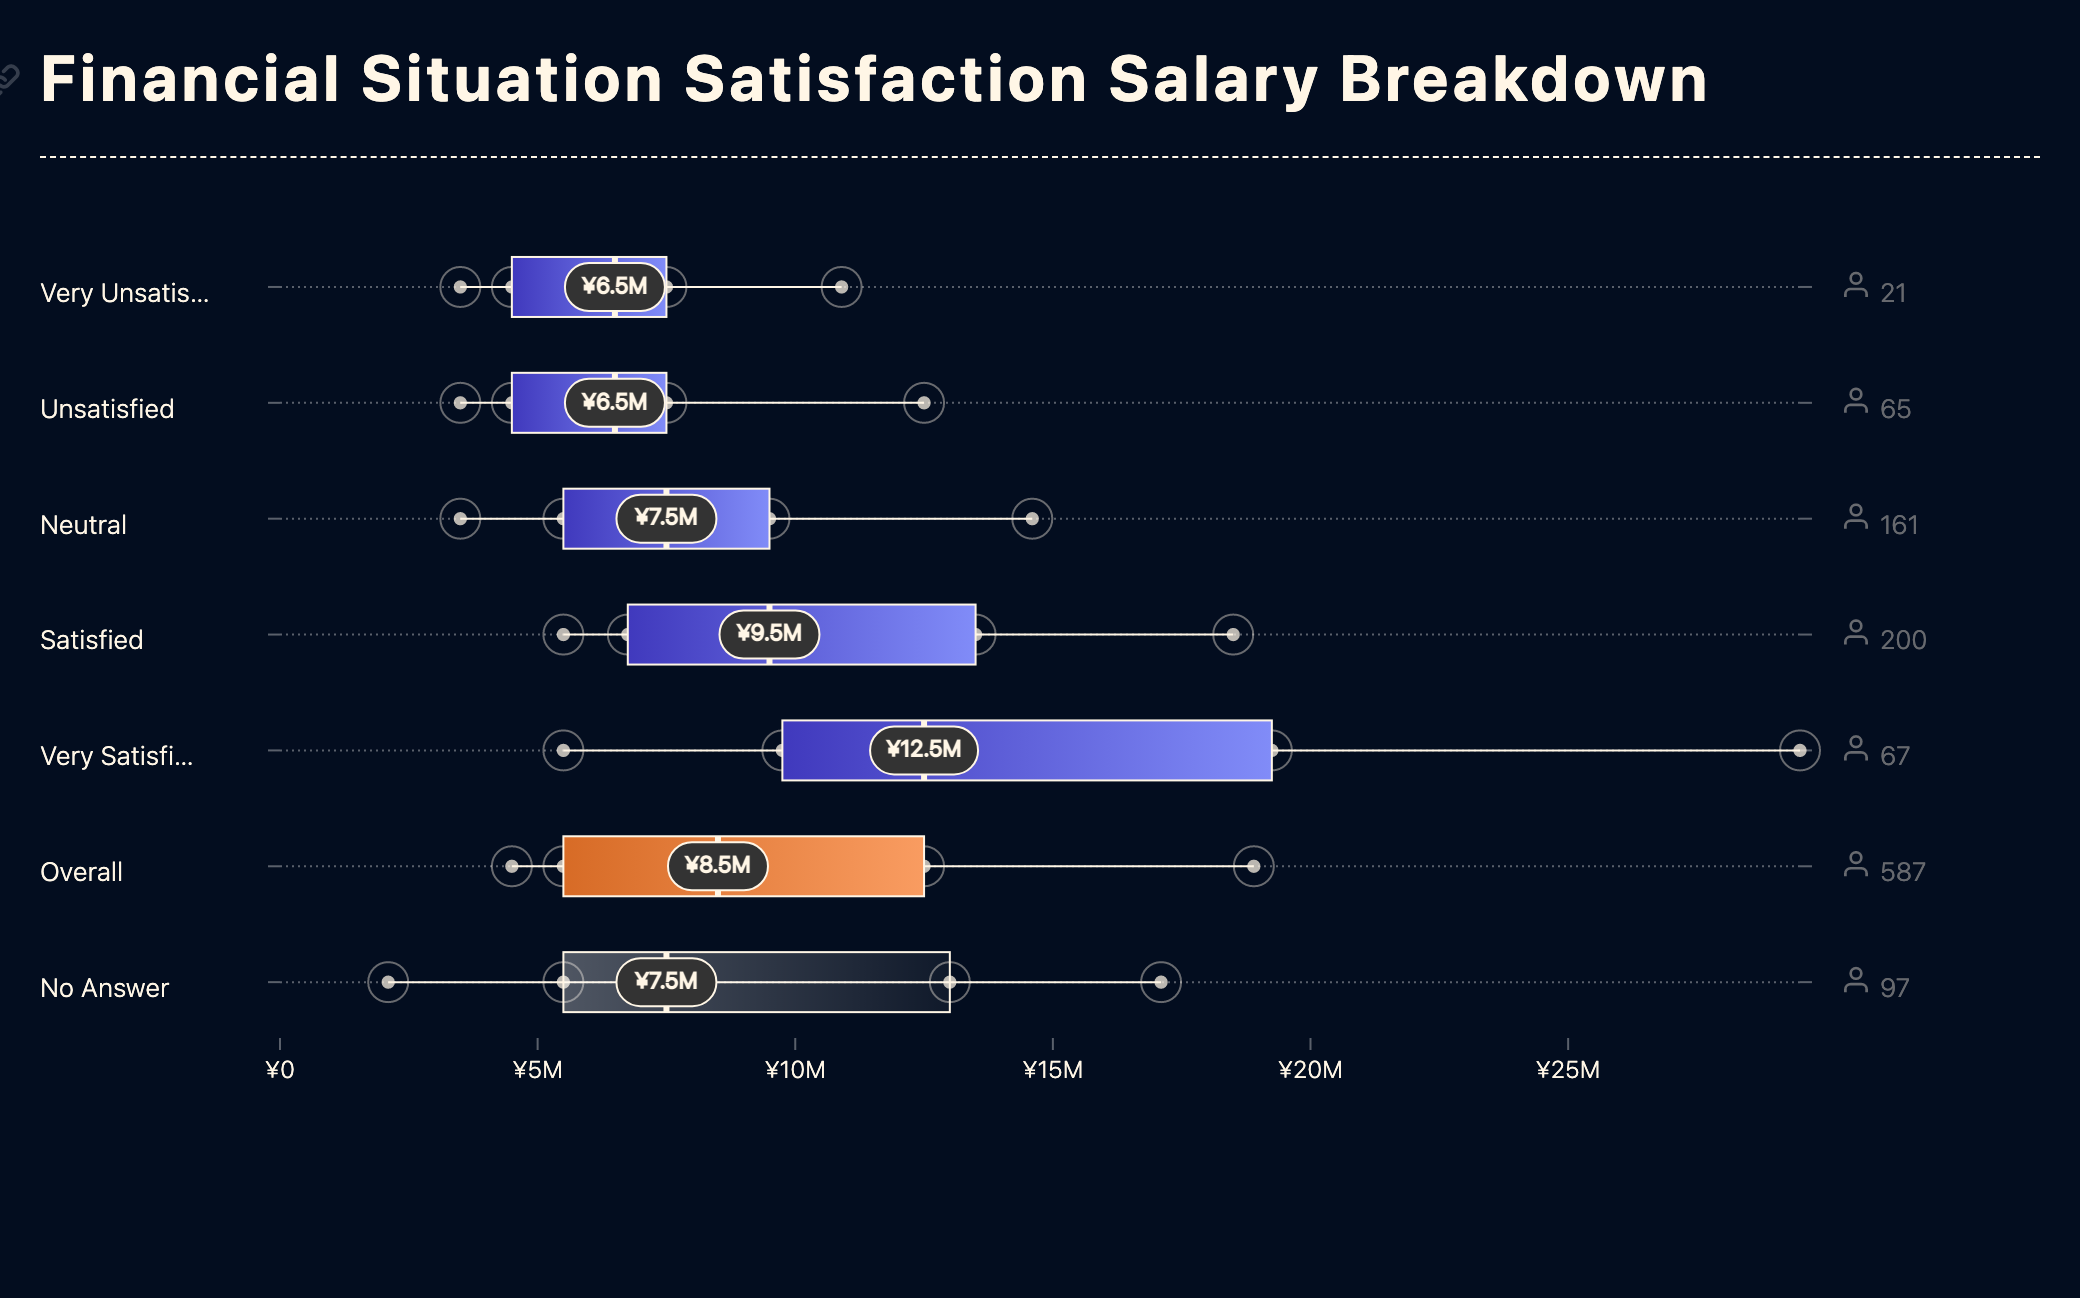 Financial Situation Satisfaction Salary Breakdown
Very Unsatis... ¥6.5M 21
Unsatisfied ¥6.5M 65
Neutral ¥7.5M 161
Satisfied ¥9.5M 200
Very Satisfi... ¥12.5M 67
Overall ¥8.5M 587
No Answer ¥7.5M 97
¥0 ¥5M ¥10M ¥15M ¥20M ¥25M